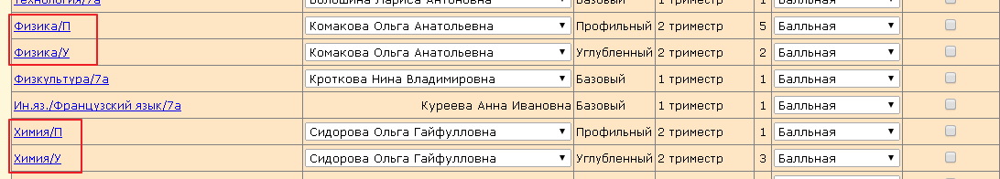 Технология/7а Волошина Лариса Антоновна Базовый 1 триместр 1 Балльная
Физика/П Комакова Ольга Анатольевна Профильный 2 триместр 5 Балльная
Физика/У Комакова Ольга Анатольевна Углубленный 2 триместр 2 Балльная
Физкультура/7а Кроткова Нина Владимировна Базовый 1 триместр 1 Балльная
Ин.яз./Французский язык/7а Куреева Анна Ивановна Базовый 1 триместр 1 Балльная
Химия/П Сидорова Ольга Гайфулловна Профильный 2 триместр 1 Балльная
Химия/У Сидорова Ольга Гайфулловна Углубленный 2 триместр 3 Балльная